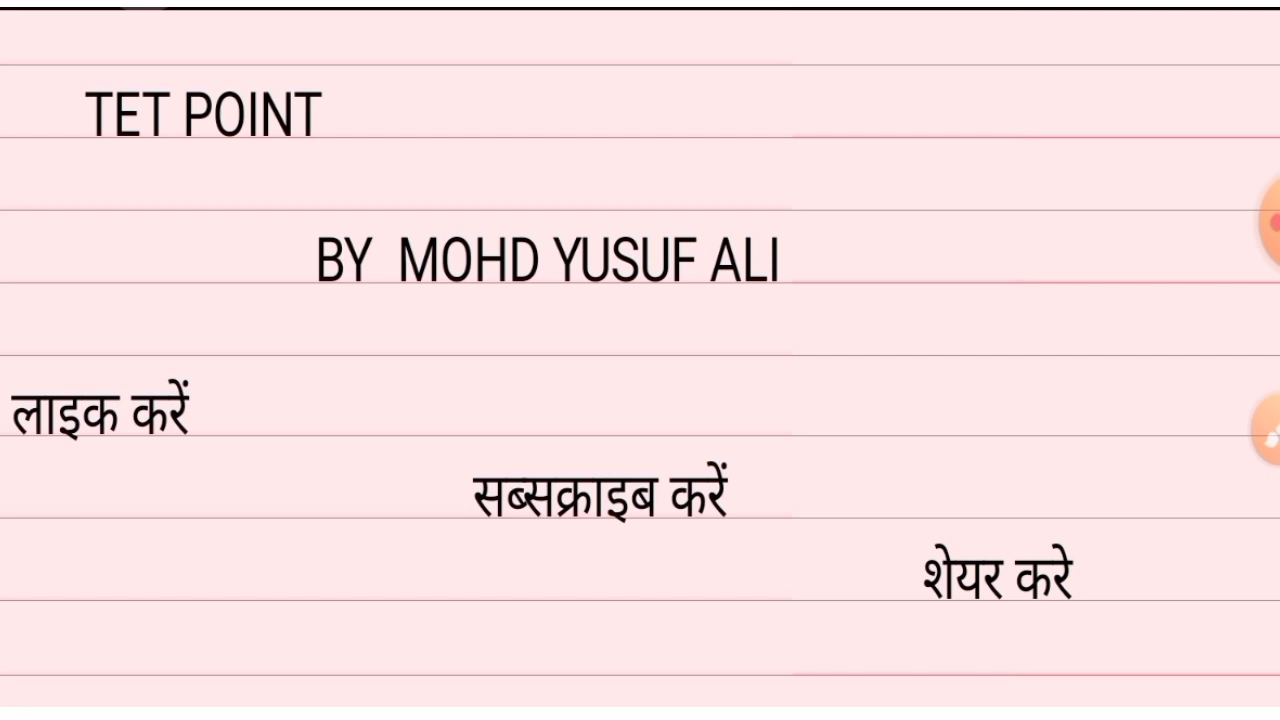 TET POINT
BY MOHD YUSUF ALI
लाइक करें
सब्सक्राइब करें
शेयर करे